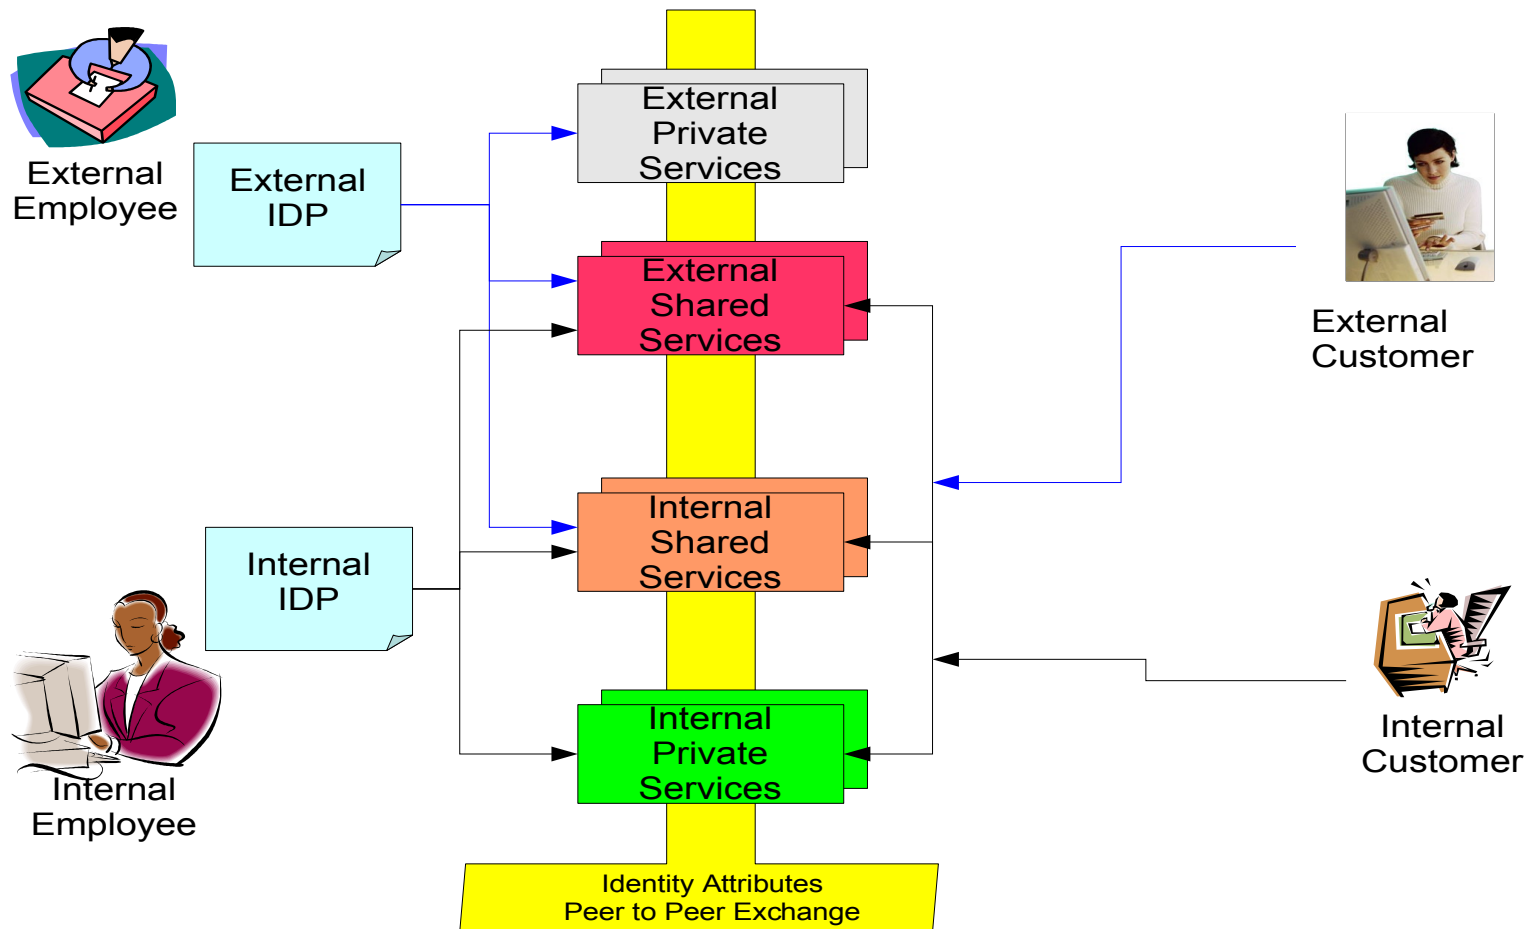 External
Employee
External
IDP
External
Private
Services
External
Shared
Services
External
Customer
Internal
Shared
Services
Internal
IDP
Internal
Employee
Internal
Private
Services
Internal
Customer
Identity Attributes
Peer to Peer Exchange